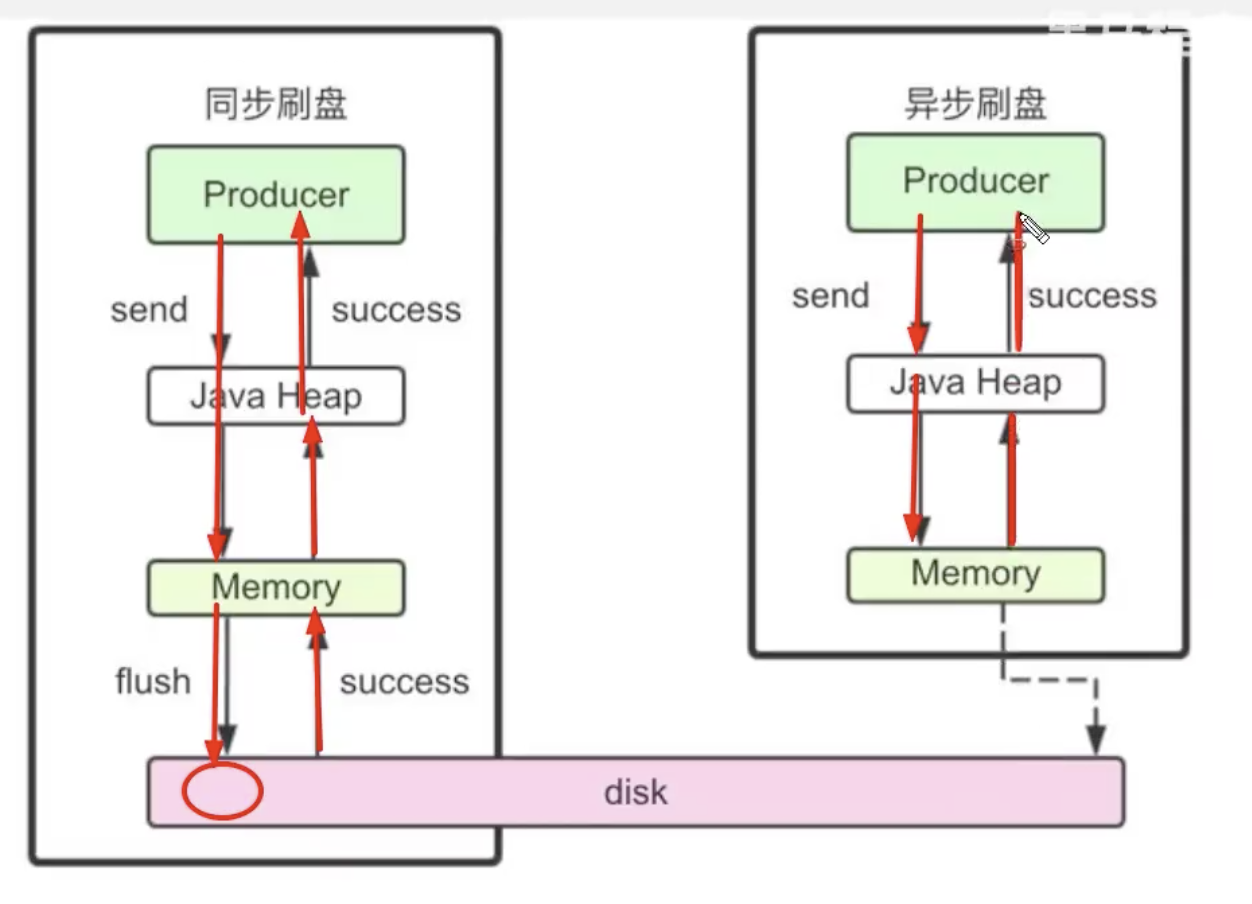 同步刷盘
Producer
send
success
Java Heap
Memory
flush
success
异步刷盘
Producer
send
success
Java Heap
Memory
disk